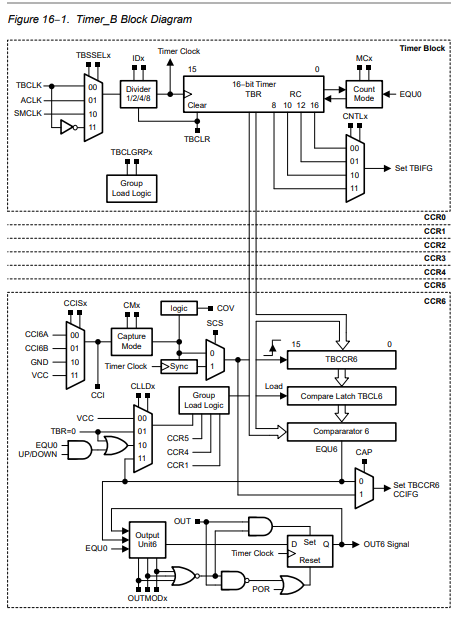 Figure 16–1. Timer_B Block Diagram
Timer Block
TBSSELx
IDx
Timer Clock
15
0
MCx
TBCLK
ACLK
SMCLK
00
01
10
11
Divider
1/2/4/8
16–bit Timer
TBR
RC
8 10 12 16
Clear
Count
Mode
EQU0
TBCLR
CNTLx
00
01
10
11
Set TBIFG
TBCLGRPx
Group
Load Logic
CCR0
CCR1
CCR2
CCR3
CCR4
CCR5
CCR6
CCISx
CMx
logic
COV
SCS
CCI6A
CCI6B
GND
VCC
00
01
10
11
Capture
Mode
Timer Clock
Sync
0
1
CCI
15
0
TBCCR6
CLLDx
Group
Load Logic
Load
Compare Latch TBCL6
VCC
TBR=0
EQU0
UP/DOWN
00
01
10
11
CCR5
CCR4
CCR1
Compararator 6
EQU6
CAP
0
1
Set TBCCR6
CCIFG
OUT
Output
Unit6
EQU0
Timer Clock
D Set Q
Reset
OUT6 Signal
POR
OUTMODx